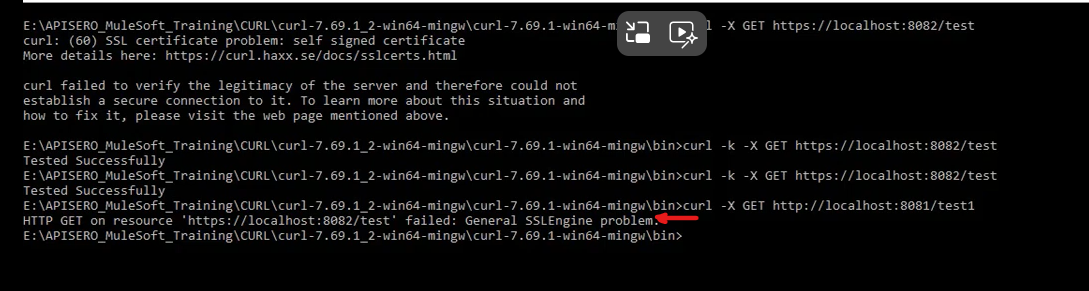 E:\APISERO_MuleSoft_Training\CURL\curl-7.69.1_2-win64-mingw\curl-7.69.1-win64-mi l -X GET https://localhost:8082/test
curl: (60) SSL certificate problem: self signed certificate
More details here: https://curl.haxx.se/docs/sslcerts.html
curl failed to verify the legitimacy of the server and therefore could not
establish a secure connection to it. To learn more about this situation and
how to fix it, please visit the web page mentioned above.
E:\APISERO_MuleSoft_Training\CURL\curl-7.69.1_2-win64-mingw\curl-7.69.1-win64-mingw\bin>curl -k -X GET https://localhost:8082/test
Tested Successfully
E:\APISERO_MuleSoft_Training\CURL\curl-7.69.1_2-win64-mingw\curl-7.69.1-win64-mingw\bin>curl -k -X GET https://localhost:8082/test
Tested Successfully
E:\APISERO_MuleSoft_Training\CURL\curl-7.69.1_2-win64-mingw\curl-7.69.1-win64-mingw\bin>curl -X GET http://localhost:8081/test1
HTTP GET on resource 'https://localhost:8082/test' failed: General SSLEngine problem.
E:\APISERO_MuleSoft_Training\CURL\curl-7.69.1_2-win64-mingw\curl-7.69.1-win64-mingw\bin>